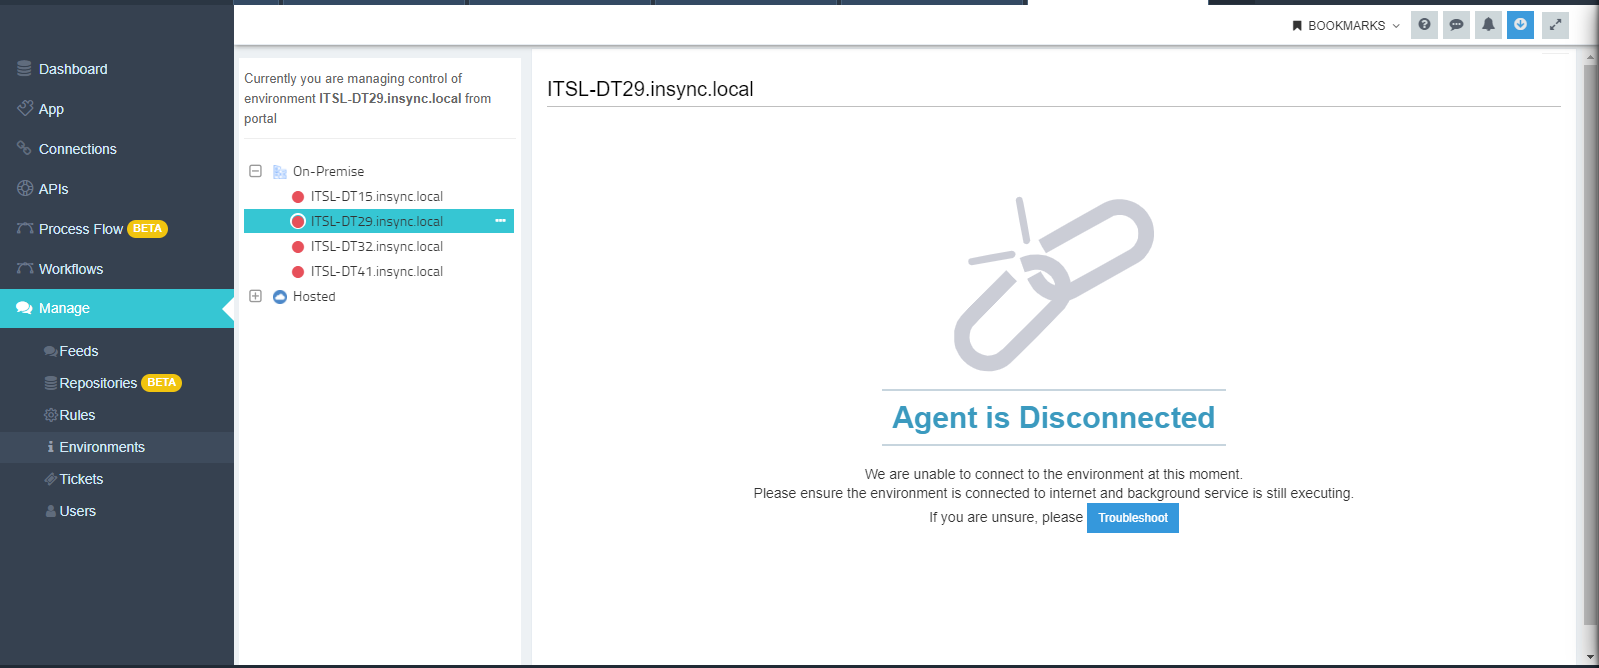 BOOKMARKS
Dashboard
App
Connections
APIs
Process Flow BETA
Workflows
Manage
Feeds
Repositories BETA
Rules
Environments
Tickets
Users
Currently you are managing control of
environment ITSL-DT29.insync.local from
portal
On-Premise
ITSL-DT15.insync.local
ITSL-DT29.insync.local
ITSL-DT32.insync.local
ITSL-DT41.insync.local
Hosted
ITSL-DT29.insync.local
Agent is Disconnected
We are unable to connect to the environment at this moment.
Please ensure the environment is connected to internet and background service is still executing.
If you are unsure, please Troubleshoot